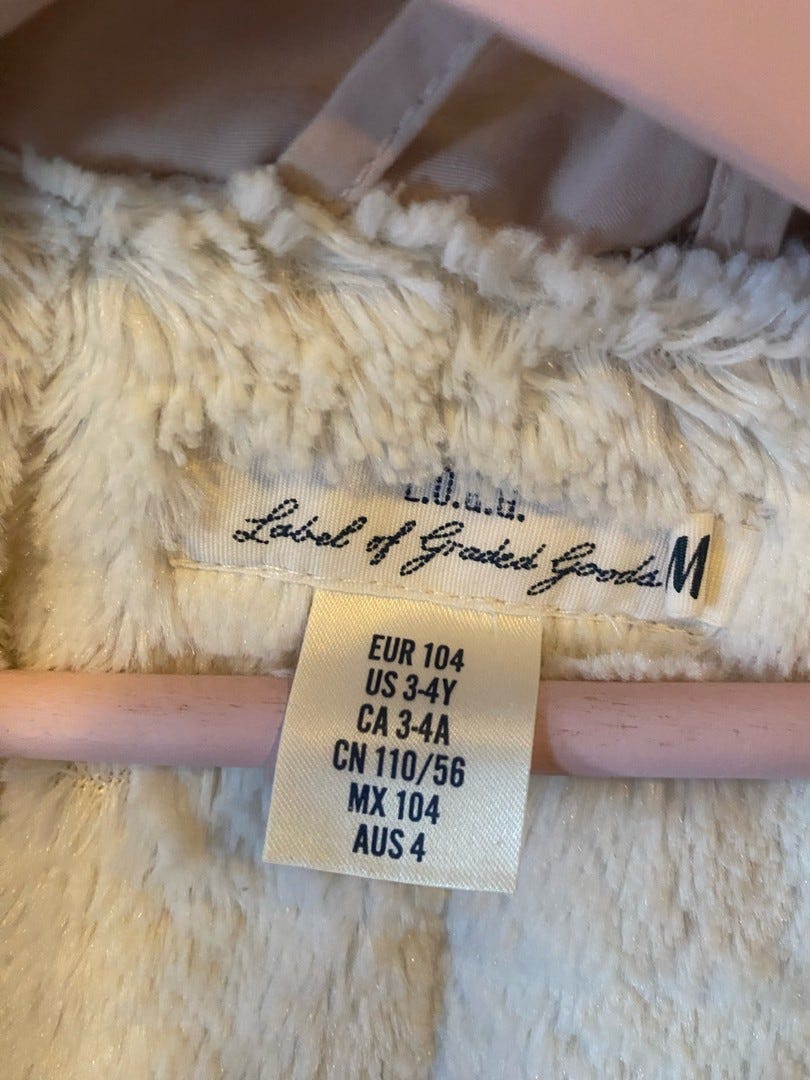 L.O.G.G.
Label of Graded Goods
M
EUR 104
US 3-4Y
CA 3-4A
CN 110/56
MX 104
AUS 4